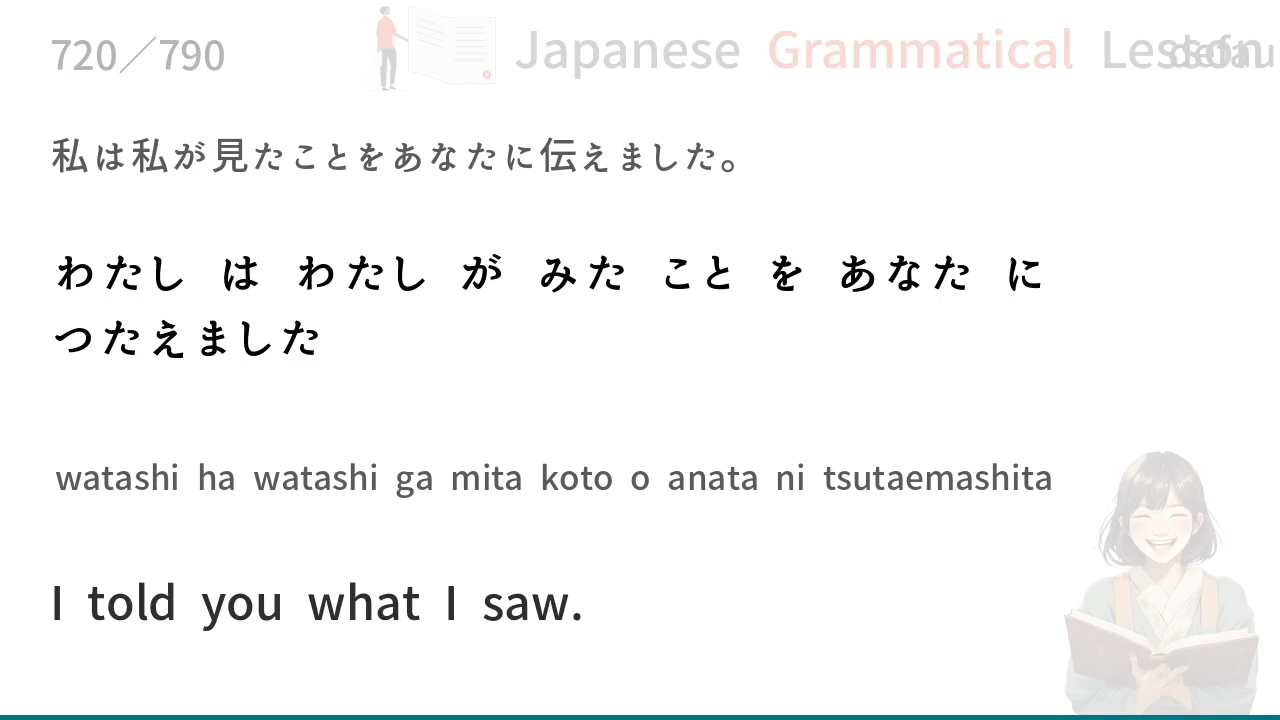 720／790
Japanese Grammatical Lesson
私は私が見たことをあなたに伝えました。
わたし は わたし が みた こと を あなた に
つたえました
watashi ha watashi ga mita koto o anata ni tsutaemashita
I told you what I saw.